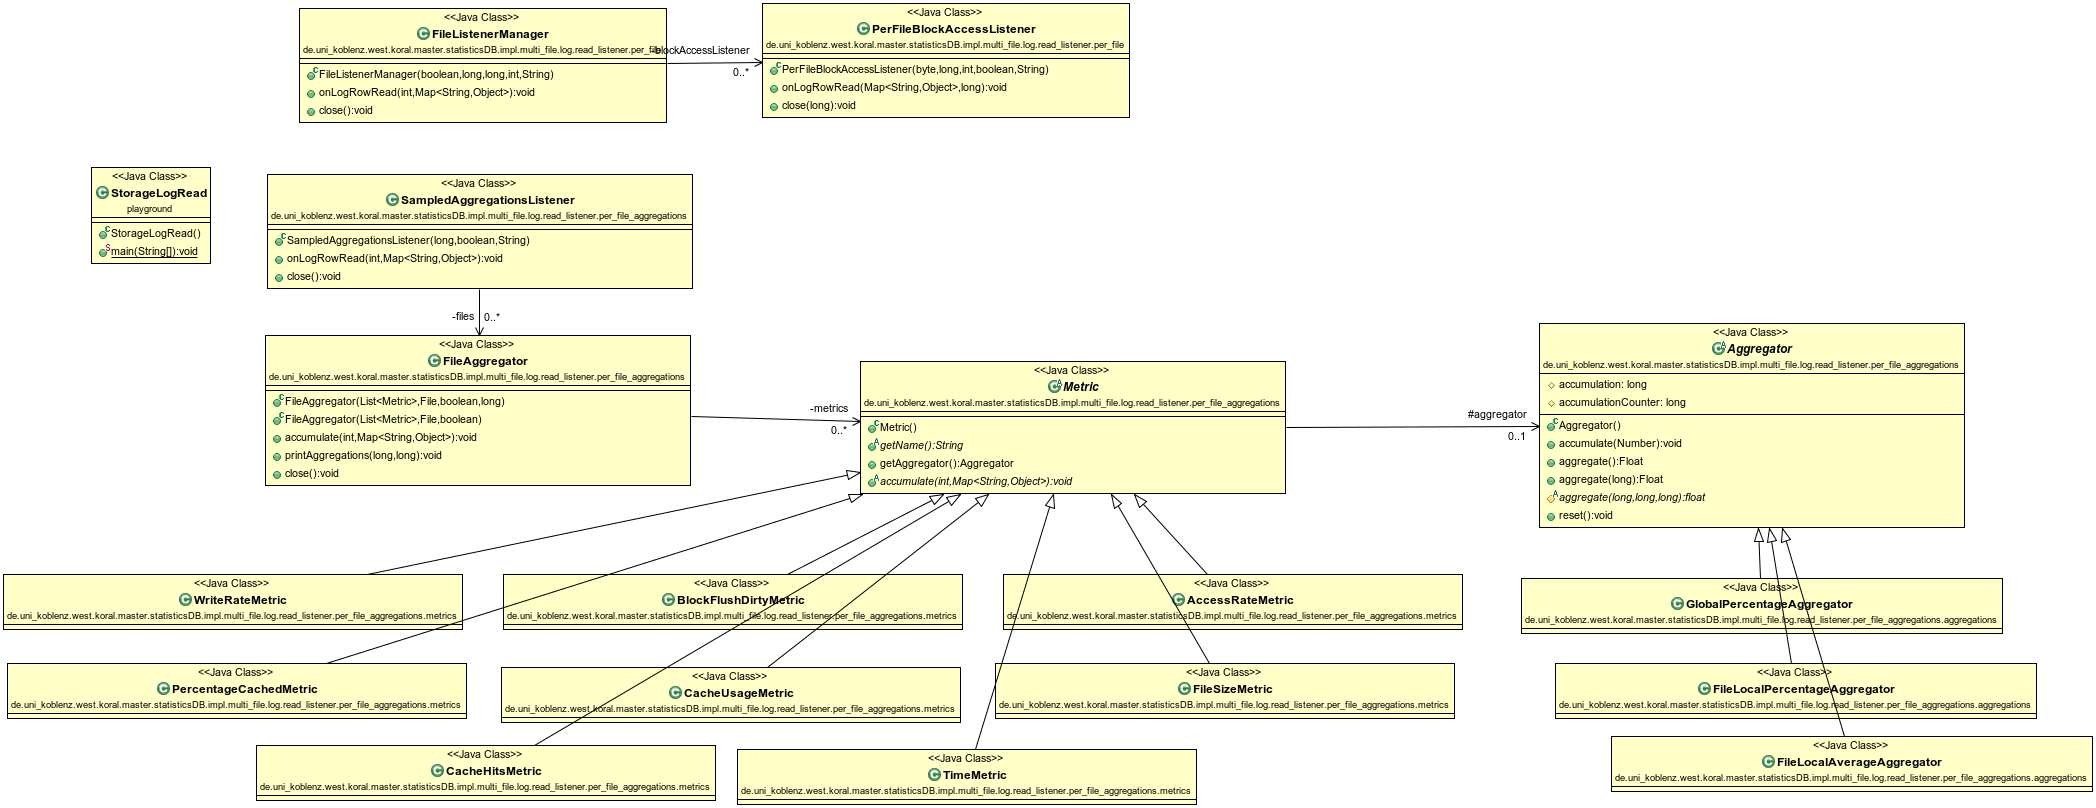 <<Java Class>>
FileListenerManager
de.uni_koblenz.west.koral.master.statisticsDB.impl.multi_file.log.read_listener.per_file
FileListenerManager(boolean,long,long,int,String)
onLogRowRead(int,Map<String,Object>):void
close():void
-blockAccessListener
0..*
<<Java Class>>
PerFileBlockAccessListener
de.uni_koblenz.west.koral.master.statisticsDB.impl.multi_file.log.read_listener.per_file
PerFileBlockAccessListener(byte,long,int,boolean,String)
onLogRowRead(Map<String,Object>,long):void
close(long):void
<<Java Class>>
StorageLogRead
playground
StorageLogRead()
main(String[]):void
<<Java Class>>
SampledAggregationsListener
de.uni_koblenz.west.koral.master.statisticsDB.impl.multi_file.log.read_listener.per_file_aggregations
SampledAggregationsListener(long,boolean,String)
onLogRowRead(int,Map<String,Object>):void
close():void
-files
0..*
<<Java Class>>
FileAggregator
de.uni_koblenz.west.koral.master.statisticsDB.impl.multi_file.log.read_listener.per_file_aggregations
FileAggregator(List<Metric>,File,boolean,long)
FileAggregator(List<Metric>,File,boolean)
accumulate(int,Map<String,Object>):void
printAggregations(long,long):void
close():void
-metrics
0..*
<<Java Class>>
Metric
de.uni_koblenz.west.koral.master.statisticsDB.impl.multi_file.log.read_listener.per_file_aggregations
Metric()
getName():String
getAggregator():Aggregator
accumulate(int,Map<String,Object>):void
#aggregator
0..1
<<Java Class>>
Aggregator
de.uni_koblenz.west.koral.master.statisticsDB.impl.multi_file.log.read_listener.per_file_aggregations
accumulation: long
accumulationCounter: long
Aggregator()
accumulate(Number):void
aggregate():Float
aggregate(long):Float
aggregate(long,long,long):float
reset():void
<<Java Class>>
WriteRateMetric
de.uni_koblenz.west.koral.master.statisticsDB.impl.multi_file.log.read_listener.per_file_aggregations.metrics
<<Java Class>>
BlockFlushDirtyMetric
de.uni_koblenz.west.koral.master.statisticsDB.impl.multi_file.log.read_listener.per_file_aggregations.metrics
<<Java Class>>
AccessRateMetric
de.uni_koblenz.west.koral.master.statisticsDB.impl.multi_file.log.read_listener.per_file_aggregations.metrics
<<Java Class>>
GlobalPercentageAggregator
de.uni_koblenz.west.koral.master.statisticsDB.impl.multi_file.log.read_listener.per_file_aggregations.aggregations
<<Java Class>>
PercentageCachedMetric
de.uni_koblenz.west.koral.master.statisticsDB.impl.multi_file.log.read_listener.per_file_aggregations.metrics
<<Java Class>>
CacheUsageMetric
de.uni_koblenz.west.koral.master.statisticsDB.impl.multi_file.log.read_listener.per_file_aggregations.metrics
<<Java Class>>
FileSizeMetric
de.uni_koblenz.west.koral.master.statisticsDB.impl.multi_file.log.read_listener.per_file_aggregations.metrics
<<Java Class>>
FileLocalPercentageAggregator
de.uni_koblenz.west.koral.master.statisticsDB.impl.multi_file.log.read_listener.per_file_aggregations.aggregations
<<Java Class>>
CacheHitsMetric
de.uni_koblenz.west.koral.master.statisticsDB.impl.multi_file.log.read_listener.per_file_aggregations.metrics
<<Java Class>>
TimeMetric
de.uni_koblenz.west.koral.master.statisticsDB.impl.multi_file.log.read_listener.per_file_aggregations.metrics
<<Java Class>>
FileLocalAverageAggregator
de.uni_koblenz.west.koral.master.statisticsDB.impl.multi_file.log.read_listener.per_file_aggregations.aggregations